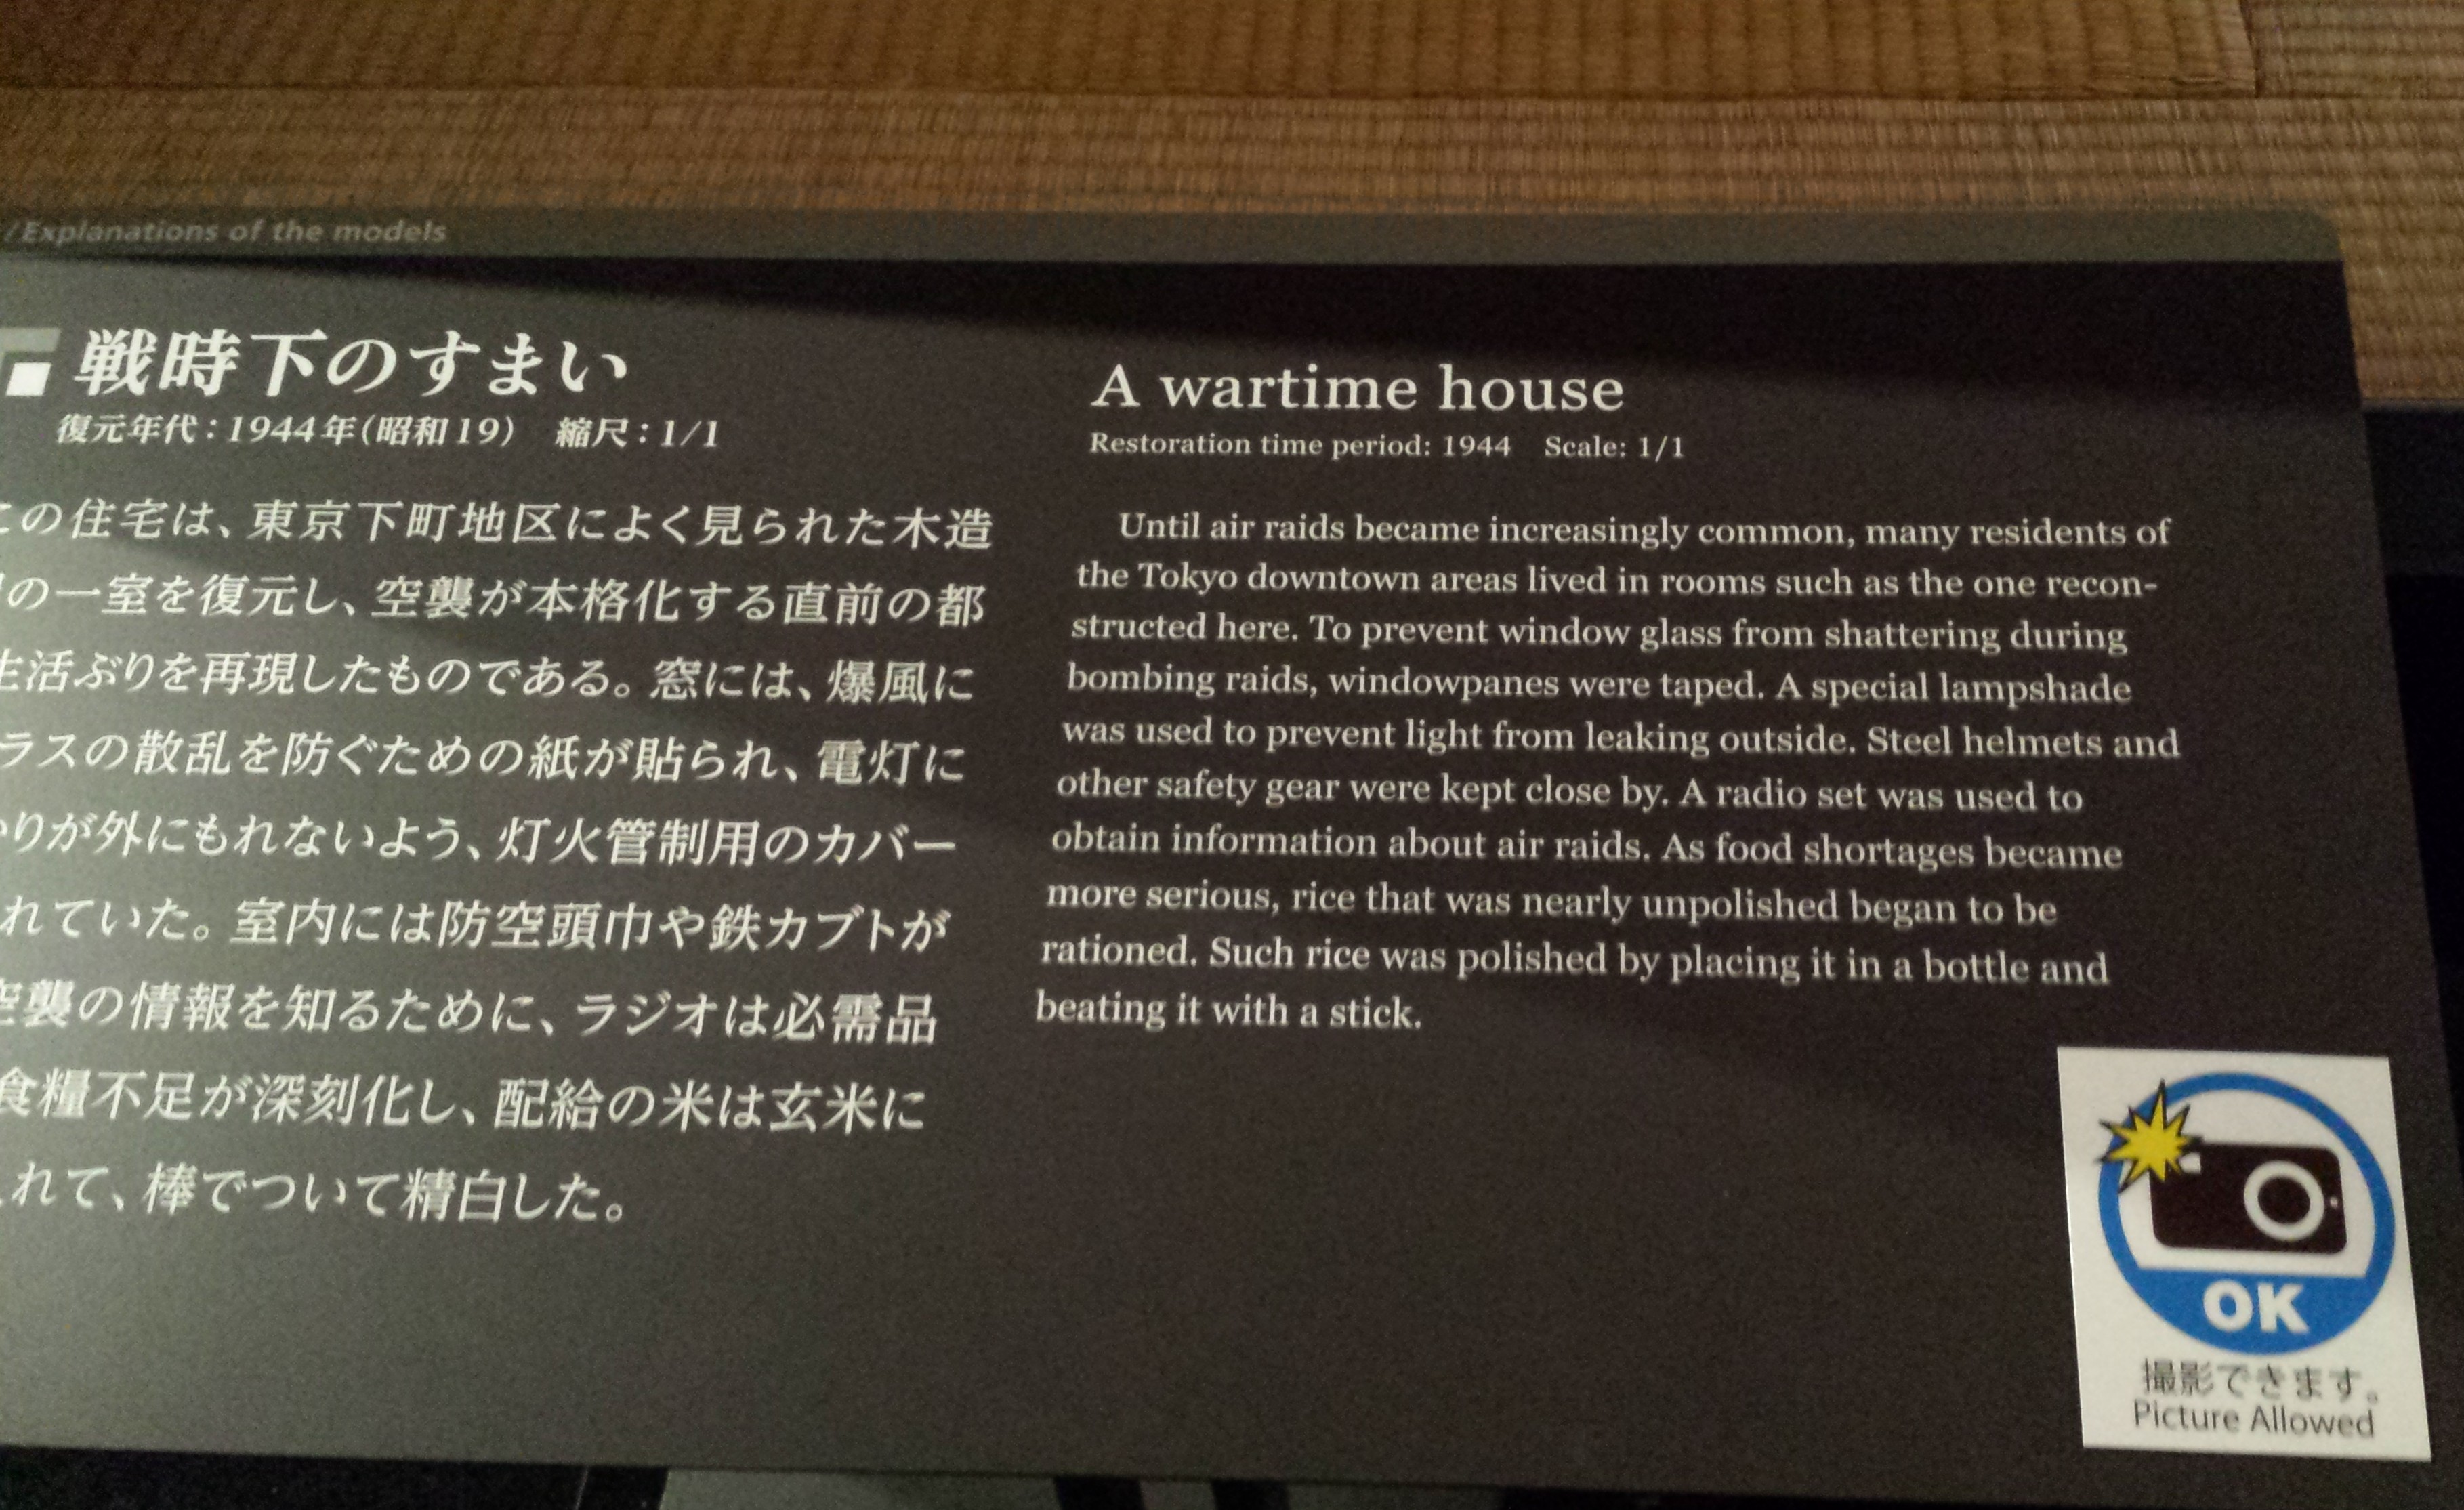 /Explanations of the models
戦時下のすまい
復元年代：1944年（昭和19）　縮尺：1/1
この住宅は、東京下町地区によく見られた木造
の一室を復元し、空襲が本格化する直前の都
生活ぶりを再現したものである。窓には、爆風に
ラスの散乱を防ぐための紙が貼られ、電灯に
りが外にもれないよう、灯火管制用のカバー
れていた。室内には防空頭巾や鉄カブトが
空襲の情報を知るために、ラジオは必需品
食糧不足が深刻化し、配給の米は玄米に
れて、棒でついて精白した。
A wartime house
Restoration time period: 1944 Scale: 1/1
Until air raids became increasingly common, many residents of
the Tokyo downtown areas lived in rooms such as the one recon-
structed here. To prevent window glass from shattering during
bombing raids, windowpanes were taped. A special lampshade
was used to prevent light from leaking outside. Steel helmets and
other safety gear were kept close by. A radio set was used to
obtain information about air raids. As food shortages became
more serious, rice that was nearly unpolished began to be
rationed. Such rice was polished by placing it in a bottle and
beating it with a stick.
OK
撮影できます。
Picture Allowed